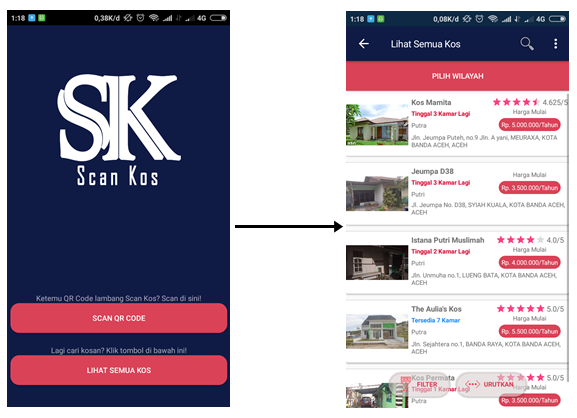 1:18
0,38K/d
4G
SK
Scan Kos
Ketemu QR Code lambang Scan Kos? Scan di sini!
SCAN QR CODE
Lagi cari kosan? Klik tombol di bawah ini!
LIHAT SEMUA KOS
1:18
0,08K/d
4G
Lihat Semua Kos
PILIH WILAYAH
Kos Mamita
4.625/5
Tinggal 3 Kamar Lagi
Harga Mulai
Putra
Rp. 5.000.000/Tahun
Jln. Jeumpa Puteh, no.9 Jln. A yani, MEURAXA, KOTA
BANDA ACEH, ACEH
Jeumpa D38
Tinggal 3 Kamar Lagi
Harga Mulai
Putri
Rp. 3.500.000/Tahun
Jl. Jeumpa No. D38, SYIAH KUALA, KOTA BANDA ACEH,
ACEH
Istana Putri Muslimah
4.0/5
Tinggal 2 Kamar Lagi
Harga Mulai
Putri
Rp. 4.000.000/Tahun
Jln. Unmuha no.1, LUENG BATA, KOTA BANDA ACEH,
ACEH
The Aulia's Kos
5.0/5
Tersedia 7 Kamar
Harga Mulai
Putra
Rp. 5.500.000/Tahun
Jln. Sejahtera no.1, BANDA RAYA, KOTA BANDA ACEH,
ACEH
Kos Permata
5.0/5
Tinggal 1 Kamar Lagi
Harga Mulai
FILTER
URUTKAN
Putra
Rp. 3.500.000/Tahun